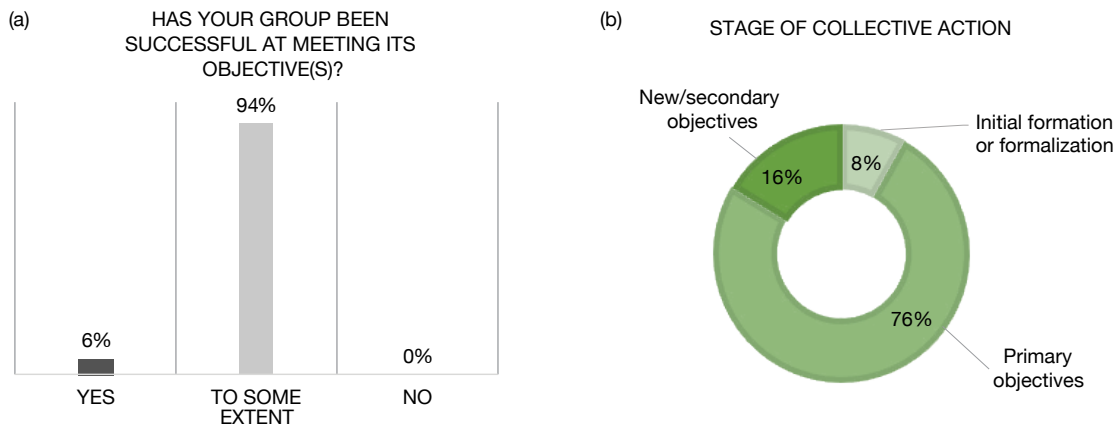 (a)
HAS YOUR GROUP BEEN
SUCCESSFUL AT MEETING ITS
OBJECTIVE(S)?
94%
6%
0%
YES
TO SOME
EXTENT
NO
(b)
STAGE OF COLLECTIVE ACTION
New/secondary
objectives
Initial formation
or formalization
16%
8%
76%
Primary
objectives